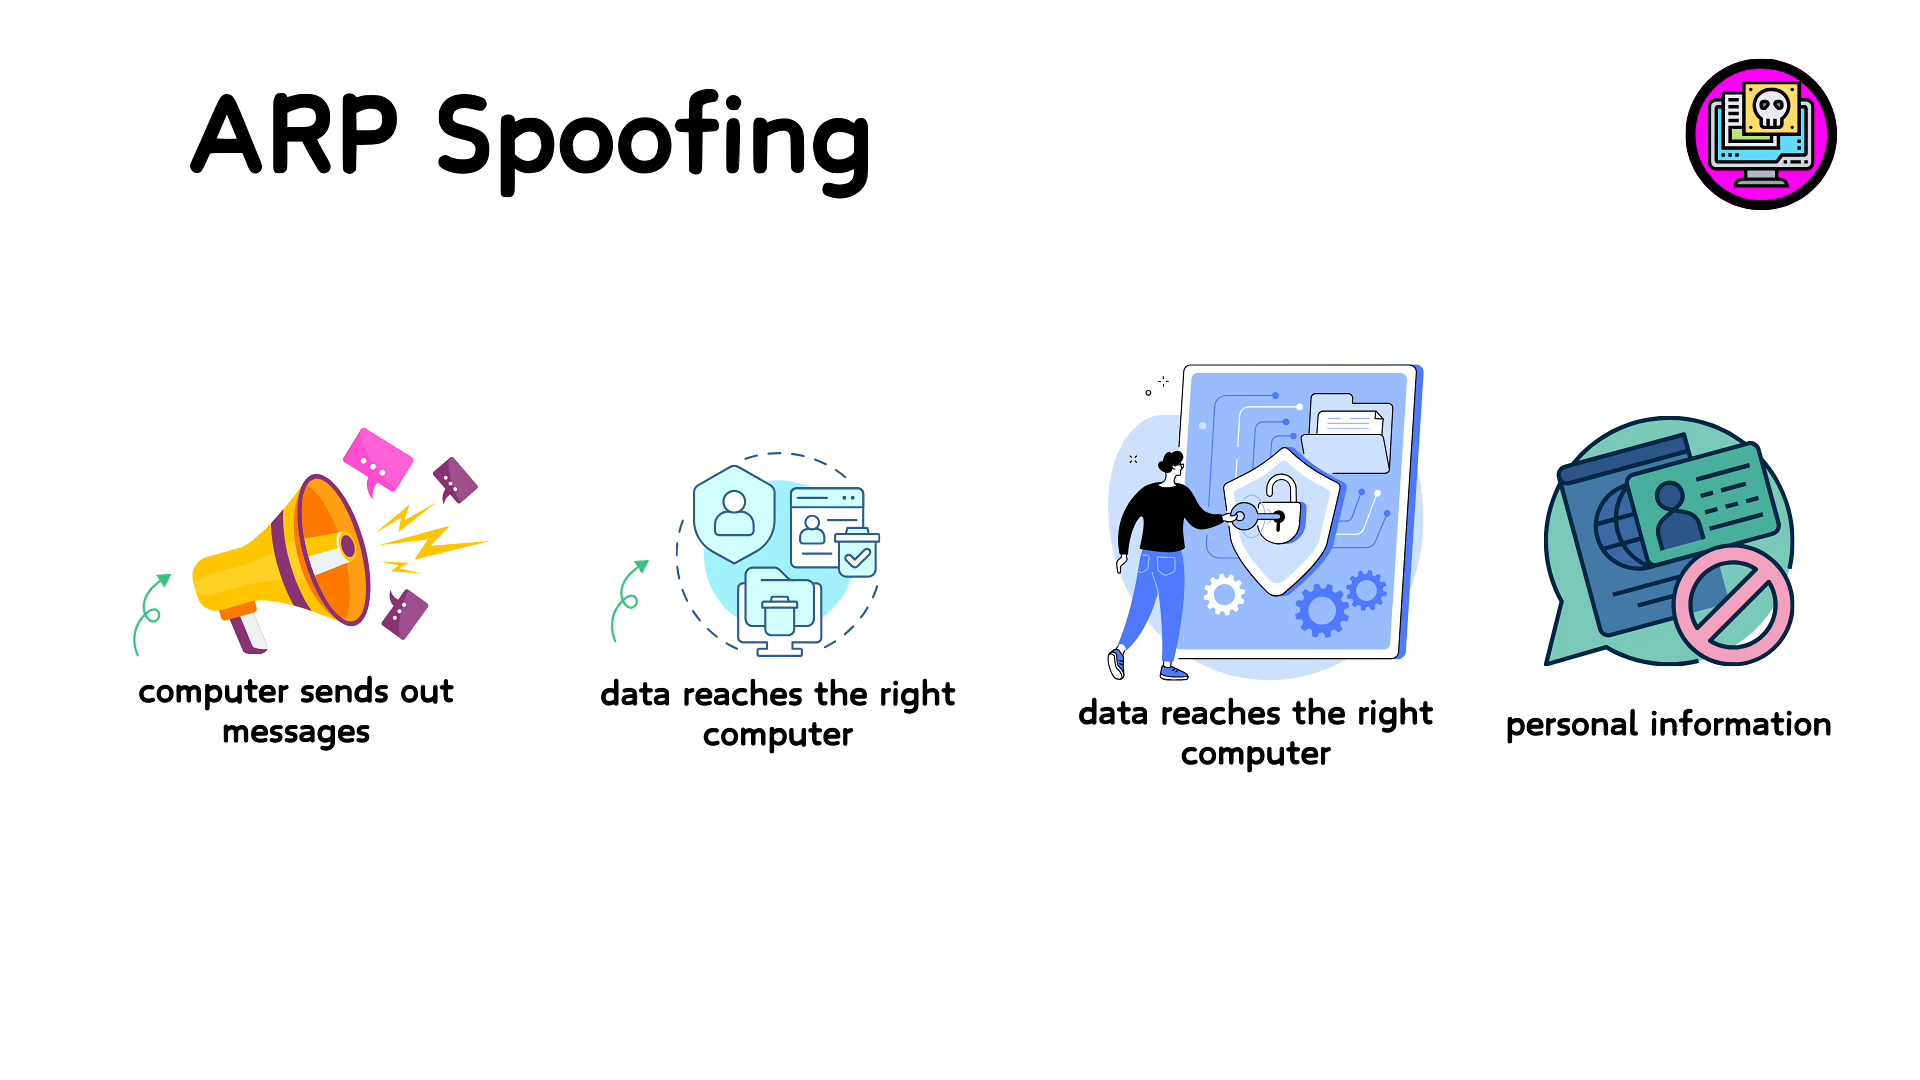 ARP Spoofing
computer sends out
messages
data reaches the right
computer
data reaches the right
computer
personal information